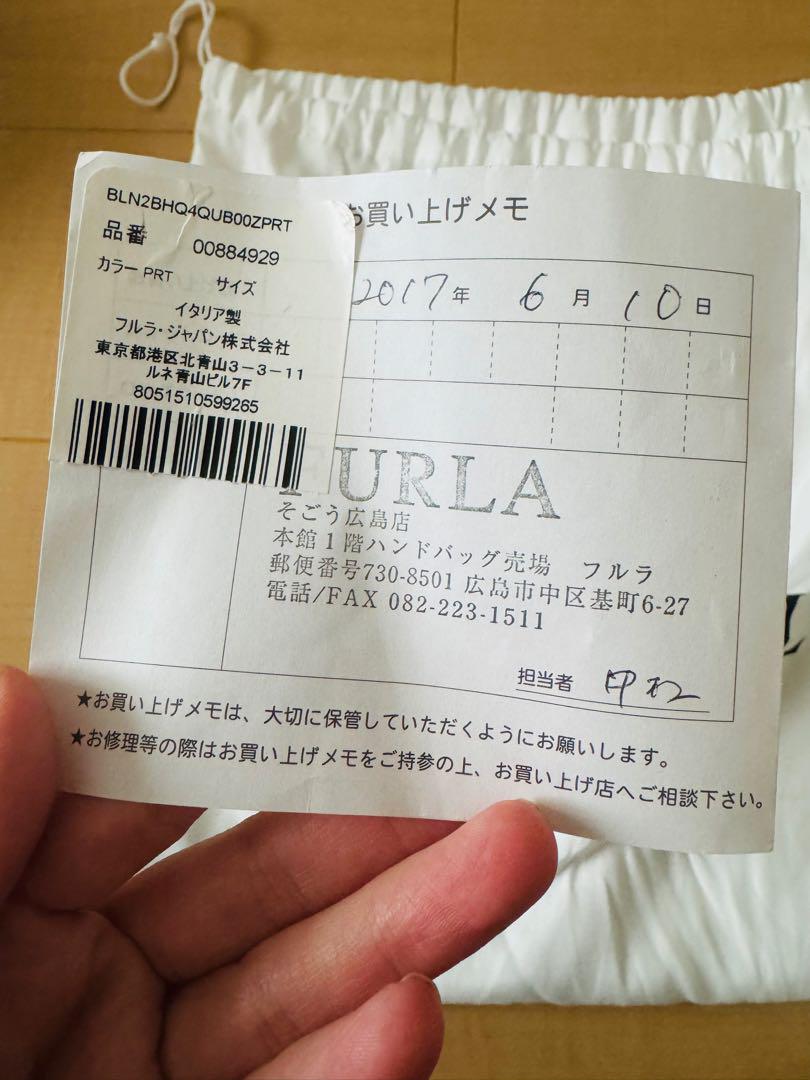 BLN2BHQ4QUB00ZPRT
品番 00884929
カラー PRT サイズ
イタリア製
フルラ・ジャパン株式会社
東京都港区北青山3-3-11
ルネ青山ビル7F
8051510599265
お買い上げメモ
2017年 6月 10日
FURLA
そごう広島店
本館1階ハンドバッグ売場 フルラ
郵便番号730-8501 広島市中区基町6-27
電話/FAX 082-223-1511
担当者
★お買い上げメモは、大切に保管していただくようにお願いします。
★お修理等の際はお買い上げメモをご持参の上、お買い上げ店へご相談下さい。